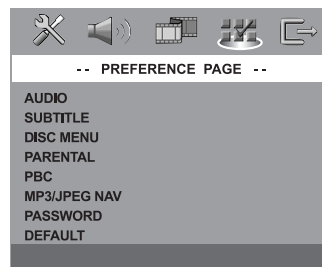 -- PREFERENCE PAGE --
AUDIO
SUBTITLE
DISC MENU
PARENTAL
PBC
MP3/JPEG NAV
PASSWORD
DEFAULT